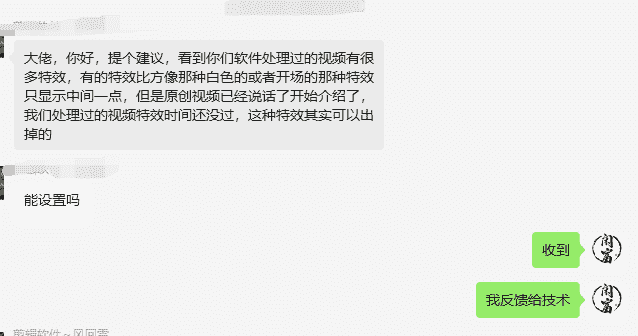 大佬，你好，提个建议，看到你们软件处理过的视频有很
多特效，有的特效比方像那种白色的或者开场的那种特效
只显示中间一点，但是原创视频已经说话了开始介绍了，
我们处理过的视频特效时间还没过，这种特效其实可以出
掉的
能设置吗
收到
我反馈给技术